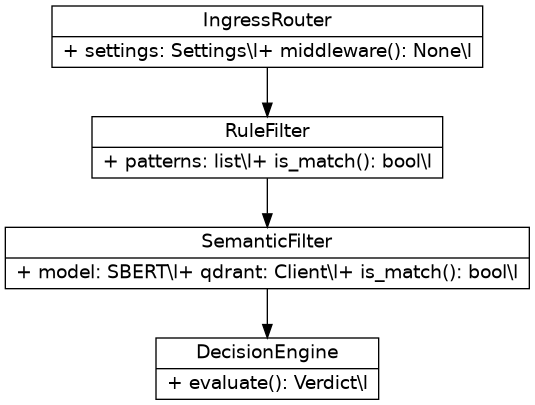 IngressRouter
+ settings: Settings\l+ middleware(): None\l
RuleFilter
+ patterns: list\l+ is_match(): bool\l
SemanticFilter
+ model: SBERT\l+ qdrant: Client\l+ is_match(): bool\l
DecisionEngine
+ evaluate(): Verdict\l